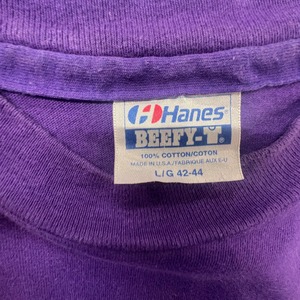 Hanes
BEEFY-T
100% COTTON/COTON
MADE IN U.S.A./FABRIQUE AUX E-U
L/G 42-44